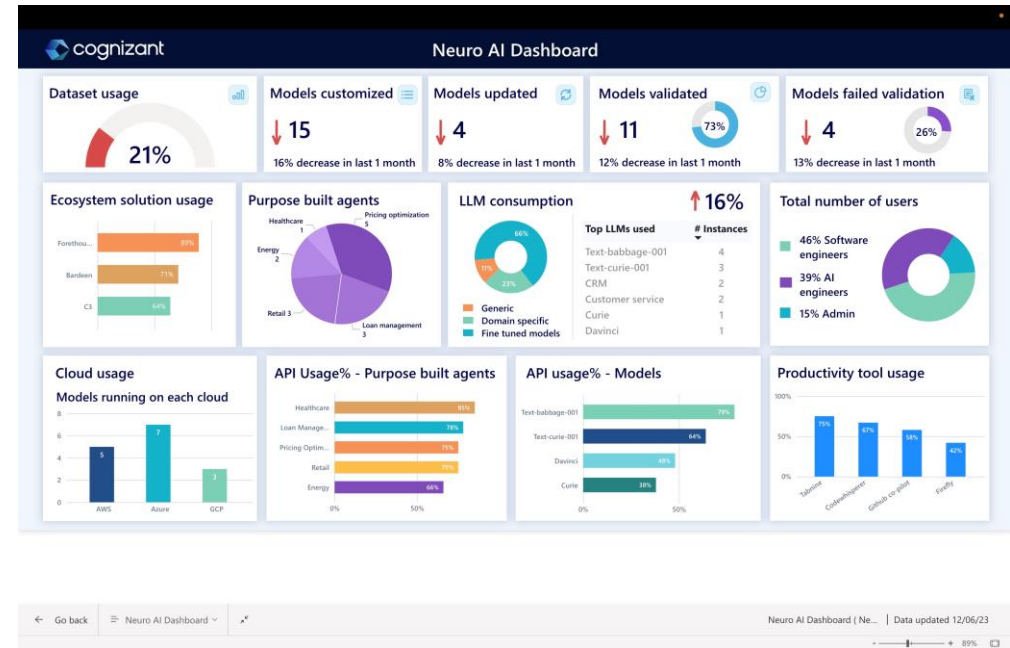 cognizant
Neuro AI Dashboard
Dataset usage
21%
Models customized
15
16% decrease in last 1 month
Models updated
4
8% decrease in last 1 month
Models validated
11
73%
12% decrease in last 1 month
Models failed validation
4
26%
13% decrease in last 1 month
Ecosystem solution usage
Forethou...
89%
Bardeen
71%
C3
64%
Purpose built agents
Healthcare
1
Pricing optimization
5
Energy
2
Retail 3
Loan management
3
LLM consumption
16%
66%
11%
23%
Generic
Domain specific
Fine tuned models
Top LLMs used # Instances
Text-babbage-001 4
Text-curie-001 3
CRM 2
Customer service 2
Curie 1
Davinci 1
Total number of users
46% Software
engineers
39% AI
engineers
15% Admin
Cloud usage
Models running on each cloud
8
6
4
2
0
5
7
3
AWS Azure GCP
API Usage% - Purpose built agents
Healthcare
85%
Loan Manage...
78%
Pricing Optim...
75%
Retail
75%
Energy
66%
0% 50%
API usage% - Models
Text-babbage-001
79%
Text-curie-001
64%
Davinci
48%
Curie
38%
0% 50%
Productivity tool usage
100%
50%
0%
75%
67%
58%
42%
Tabnine
Codewhisperer
Github co-pilot
Firefly
Go back
Neuro AI Dashboard
Neuro AI Dashboard ( Ne... | Data updated 12/06/23
- + 89%